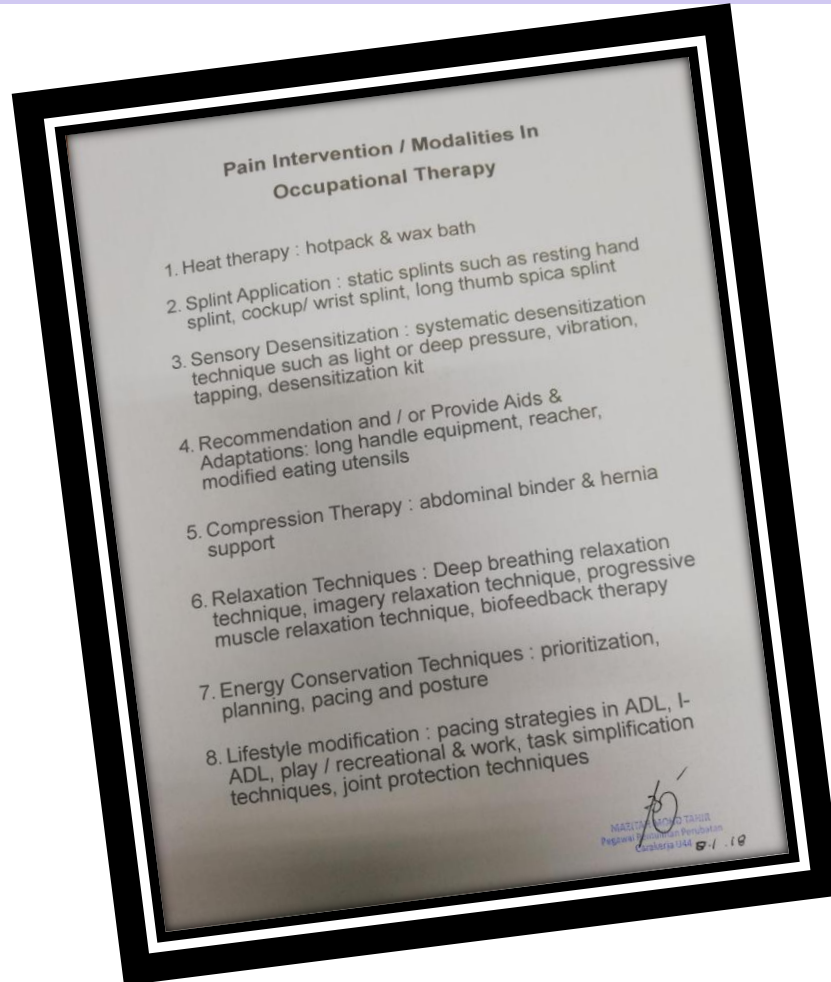 Pain Intervention / Modalities In
Occupational Therapy
1. Heat therapy : hotpack & wax bath
2. Splint Application : static splints such as resting hand
splint, cockup/ wrist splint, long thumb spica splint
3. Sensory Desensitization : systematic desensitization
technique such as light or deep pressure, vibration,
tapping, desensitization kit
4. Recommendation and / or Provide Aids &
Adaptations: long handle equipment, reacher,
modified eating utensils
5. Compression Therapy : abdominal binder & hernia
support
6. Relaxation Techniques : Deep breathing relaxation
technique, imagery relaxation technique, progressive
muscle relaxation technique, biofeedback therapy
7. Energy Conservation Techniques : prioritization,
planning, pacing and posture
8. Lifestyle modification : pacing strategies in ADL, I-
ADL, play / recreational & work, task simplification
techniques, joint protection techniques
MOHD
Pegawai Perubatan
Carakerja U44